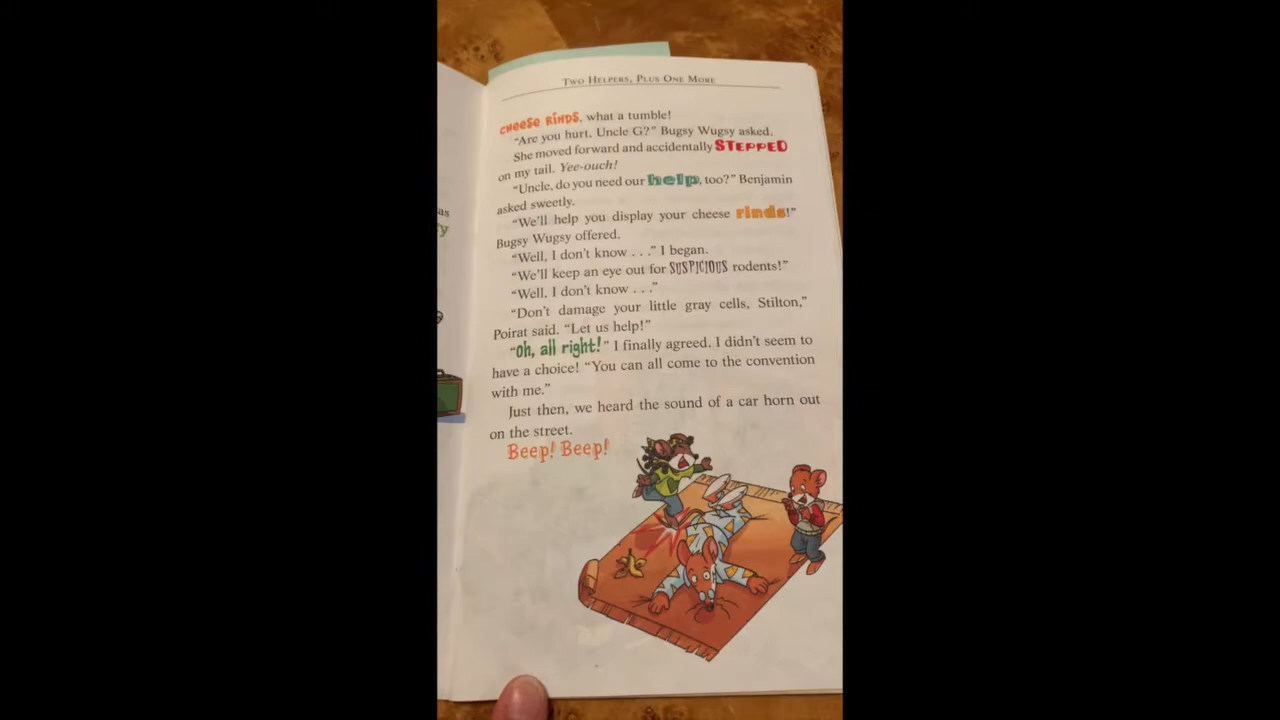 Two Helpers, Plus One More
CHEESE RINDS, what a tumble!
"Are you hurt, Uncle G?" Bugsy Wugsy asked.
She moved forward and accidentally STEPPED
on my tail. Yee-ouch!
"Uncle, do you need our help, too?" Benjamin
asked sweetly.
"We'll help you display your cheese rinds!"
Bugsy Wugsy offered.
"Well, I don't know . . ." I began.
"We'll keep an eye out for SUSPICIOUS rodents!"
"Well, I don't know . . ."
"Don't damage your little gray cells, Stilton,"
Poirat said. "Let us help!"
"Oh, all right!" I finally agreed. I didn't seem to
have a choice! "You can all come to the convention
with me."
Just then, we heard the sound of a car horn out
on the street.
Beep! Beep!
as